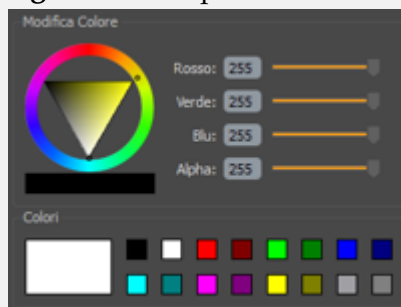 Modifica Colore
Rosso: 255
Verde: 255
Blu: 255
Alpha: 255
Colori